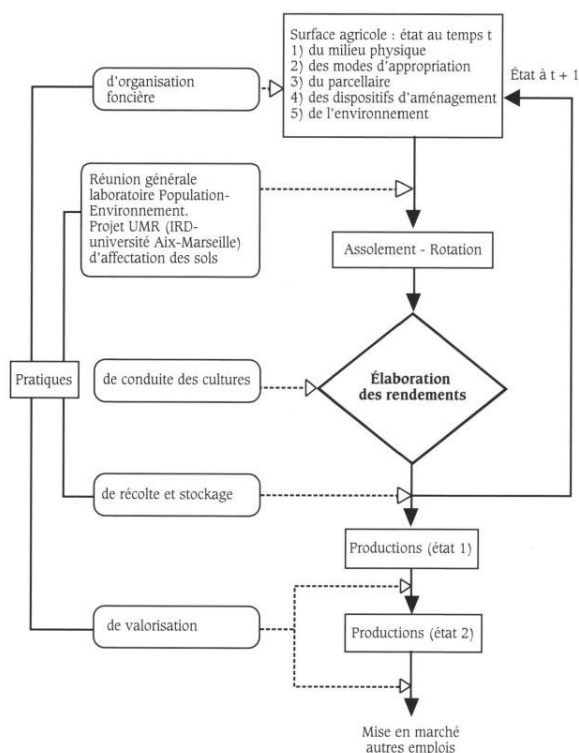 Surface agricole : état au temps t
1) du milieu physique
2) des modes d'appropriation
3) du parcellaire
4) des dispositifs d'aménagement
5) de l'environnement
État à t + 1
d'organisation
foncière
Réunion générale
laboratoire Population-
Environnement.
Projet UMR (IRD-
université Aix-Marseille)
d'affectation des sols
Assolement - Rotation
Pratiques
de conduite des cultures
Élaboration
des rendements
de récolte et stockage
Productions (état 1)
de valorisation
Productions (état 2)
Mise en marché
autres emplois